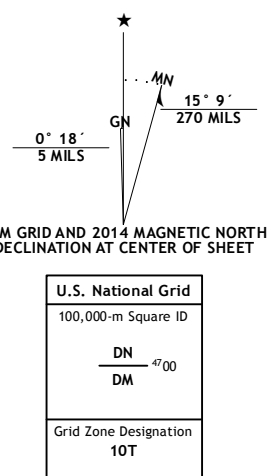 ★
MN
GN
15° 9´
270 MILS
0° 18´
5 MILS
M GRID AND 2014 MAGNETIC NORTH
DECLINATION AT CENTER OF SHEET
U.S. National Grid
100,000-m Square ID
DN
4700
DM
Grid Zone Designation
10T